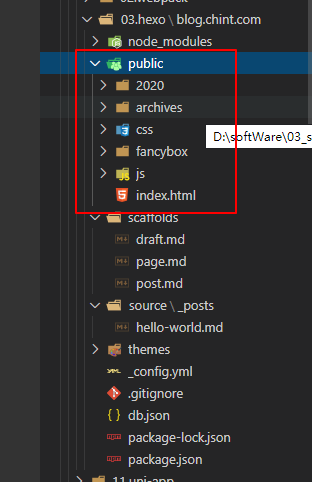 03.hexo \ blog.chint.com
node_modules
public
2020
archives
css
D:\softWare\03_s
fancybox
js
index.html
scaffolds
draft.md
page.md
post.md
source \ _posts
hello-world.md
themes
_config.yml
.gitignore
db.json
package-lock.json
package.json
11.uni-app